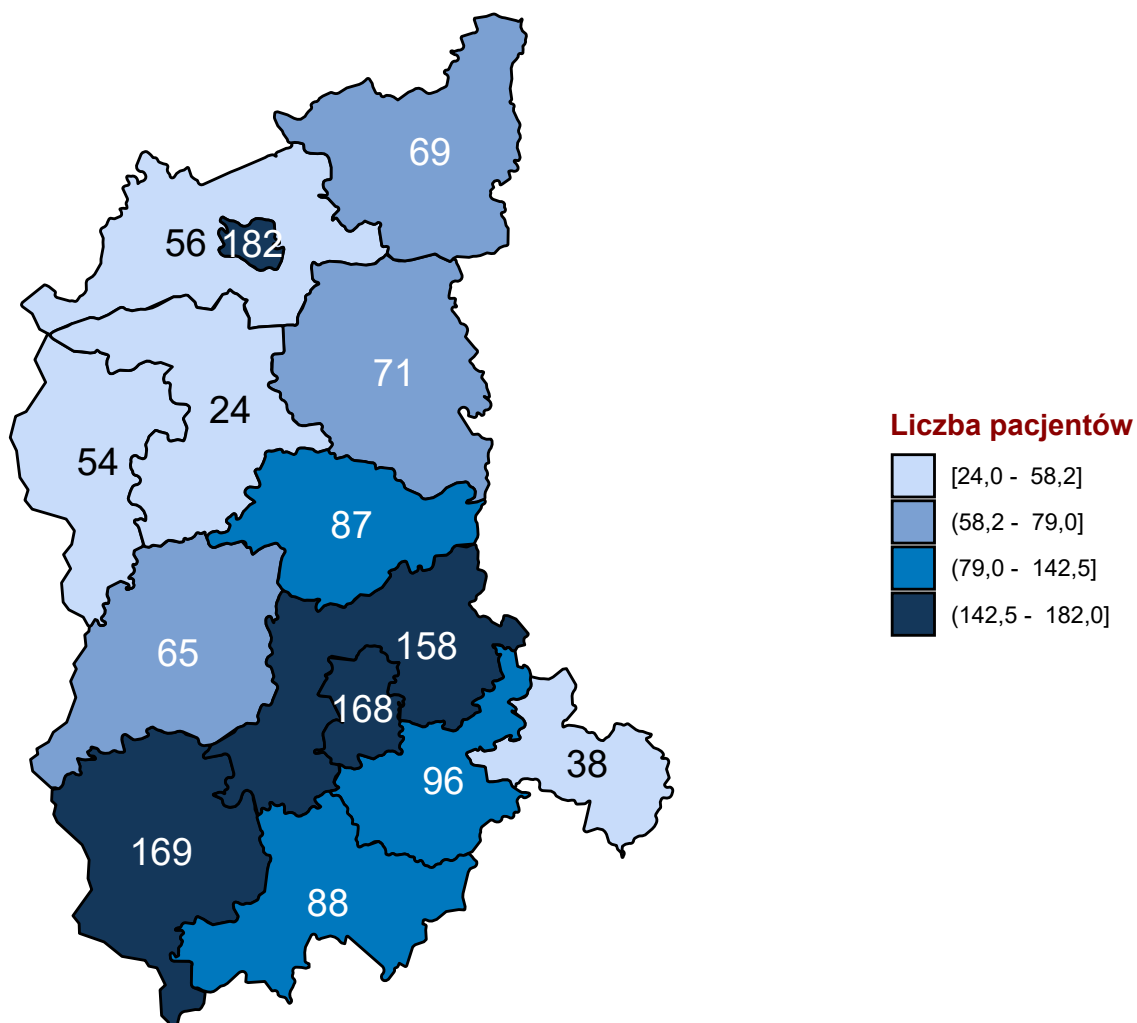 69
56
182
71
24
54
87
65
158
168
38
96
169
88
Liczba pacjentów
[24,0 - 58,2]
(58,2 - 79,0]
(79,0 - 142,5]
(142,5 - 182,0]